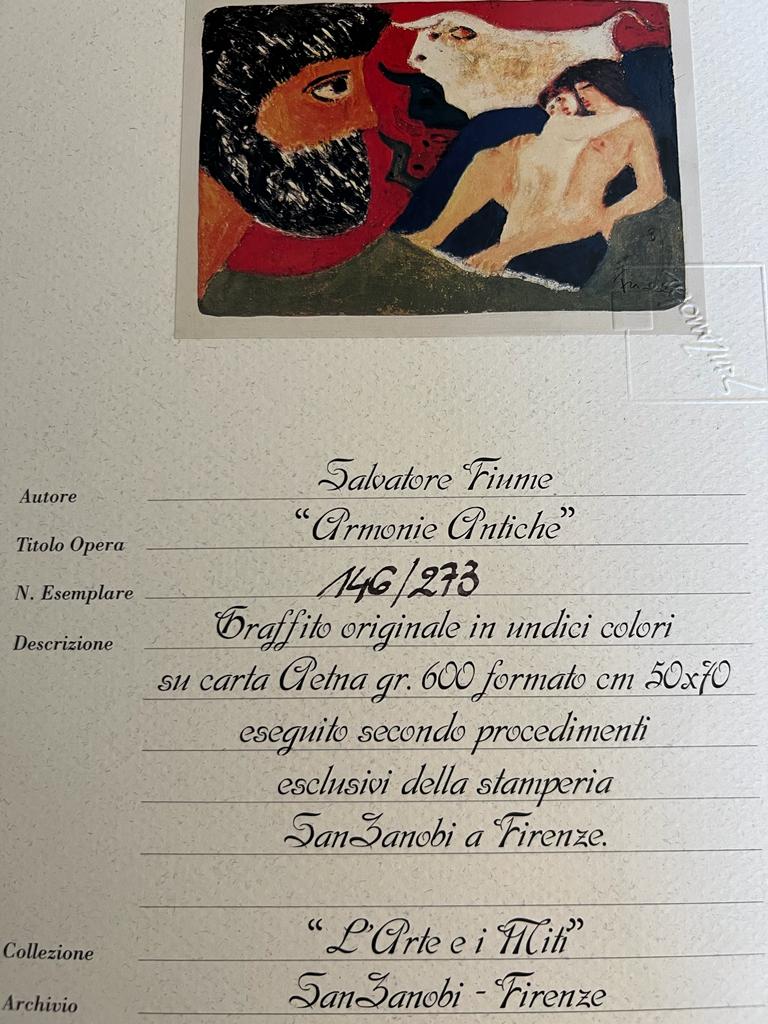 Autore Salvatore Fiume
Titolo Opera "Armonie Antiche"
N. Esemplare 146/273
Descrizione Graffito originale in undici colori
su carta Aetna gr. 600 formato cm 50x70
eseguito secondo procedimenti
esclusivi della stamperia
SanZanobi a Firenze.
Collezione "L'Arte e i Miti"
Archivio SanZanobi - Firenze